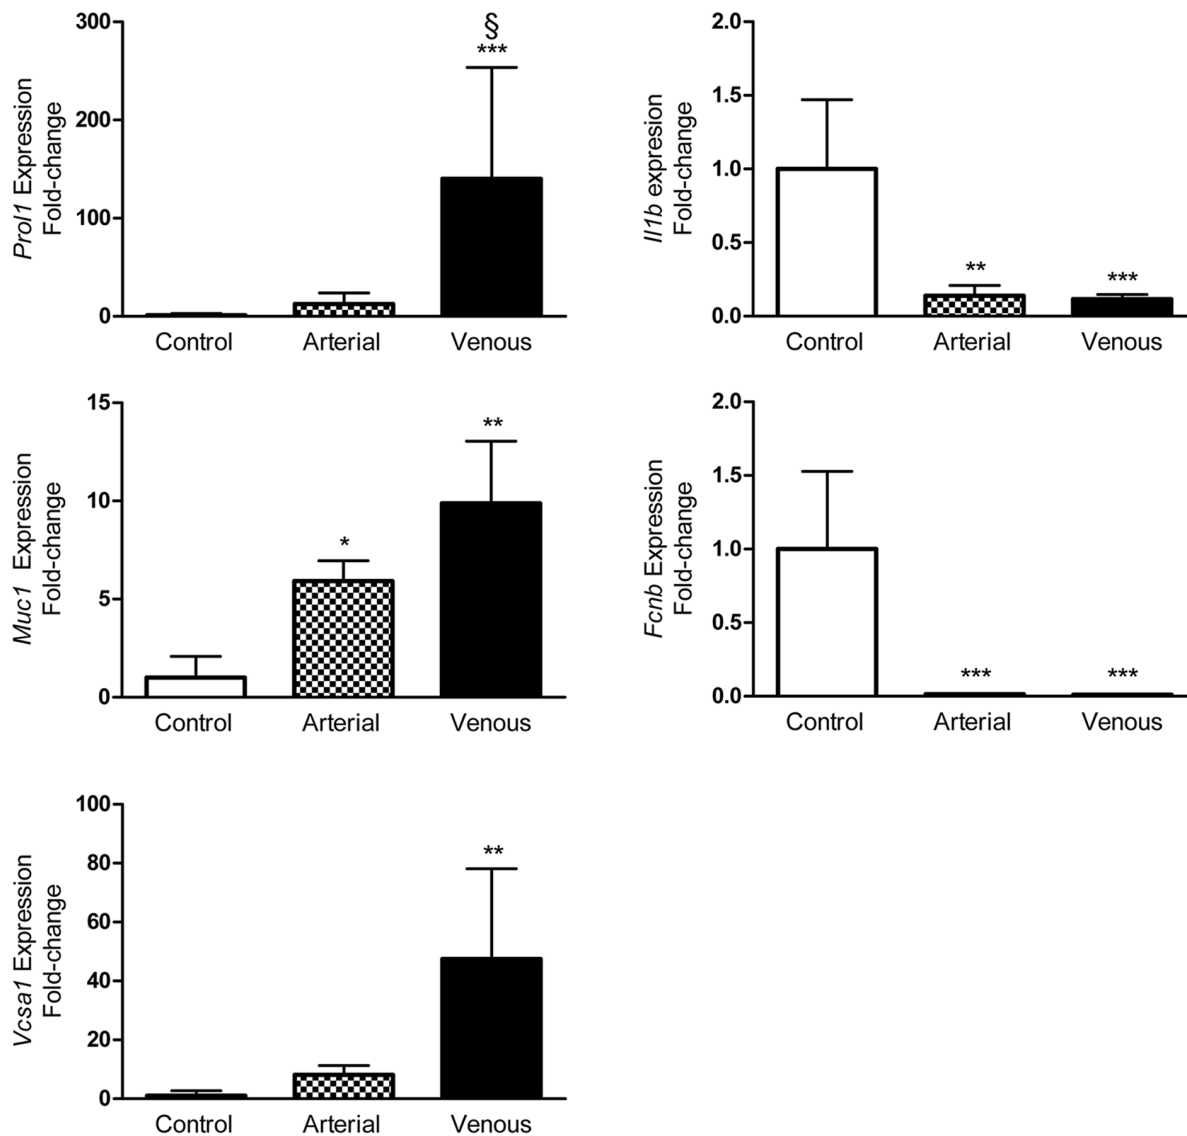 Prol1 Expression
Fold-change
300
200
100
0
§
***
Control Arterial Venous
Il1b expresion
Fold-change
2.0
1.5
1.0
0.5
0.0
**
***
Control Arterial Venous
Muc1 Expression
Fold-change
15
10
5
0
*
**
Control Arterial Venous
Fcnb Expression
Fold-change
2.0
1.5
1.0
0.5
0.0
***
***
Control Arterial Venous
Vcsa1 Expression
Fold-change
100
80
60
40
20
0
**
Control Arterial Venous